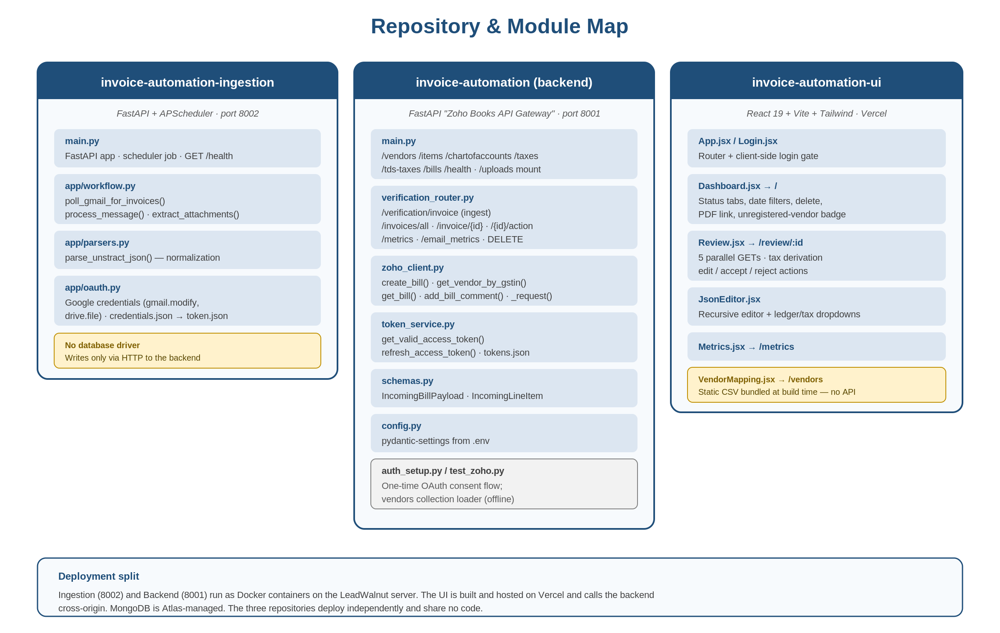 Repository & Module Map
invoice-automation-ingestion
FastAPI + APScheduler · port 8002
main.py
FastAPI app · scheduler job · GET /health
app/workflow.py
poll_gmail_for_invoices()
process_message() · extract_attachments()
app/parsers.py
parse_unstract_json() — normalization
app/oauth.py
Google credentials (gmail.modify,
drive.file) · credentials.json → token.json
No database driver
Writes only via HTTP to the backend
invoice-automation (backend)
FastAPI "Zoho Books API Gateway" · port 8001
main.py
/vendors /items /chartofaccounts /taxes
/tds-taxes /bills /health · /uploads mount
verification_router.py
/verification/invoice (ingest)
/invoices/all · /invoice/{id} · /{id}/action
/metrics · /email_metrics · DELETE
zoho_client.py
create_bill() · get_vendor_by_gstin()
get_bill() · add_bill_comment() · _request()
token_service.py
get_valid_access_token()
refresh_access_token() · tokens.json
schemas.py
IncomingBillPayload · IncomingLineItem
config.py
pydantic-settings from .env
auth_setup.py / test_zoho.py
One-time OAuth consent flow;
vendors collection loader (offline)
invoice-automation-ui
React 19 + Vite + Tailwind · Vercel
App.jsx / Login.jsx
Router + client-side login gate
Dashboard.jsx → /
Status tabs, date filters, delete,
PDF link, unregistered-vendor badge
Review.jsx → /review/:id
5 parallel GETs · tax derivation
edit / accept / reject actions
JsonEditor.jsx
Recursive editor + ledger/tax dropdowns
Metrics.jsx → /metrics
VendorMapping.jsx → /vendors
Static CSV bundled at build time — no API
Deployment split
Ingestion (8002) and Backend (8001) run as Docker containers on the LeadWalnut server. The UI is built and hosted on Vercel and calls the backend
cross-origin. MongoDB is Atlas-managed. The three repositories deploy independently and share no code.